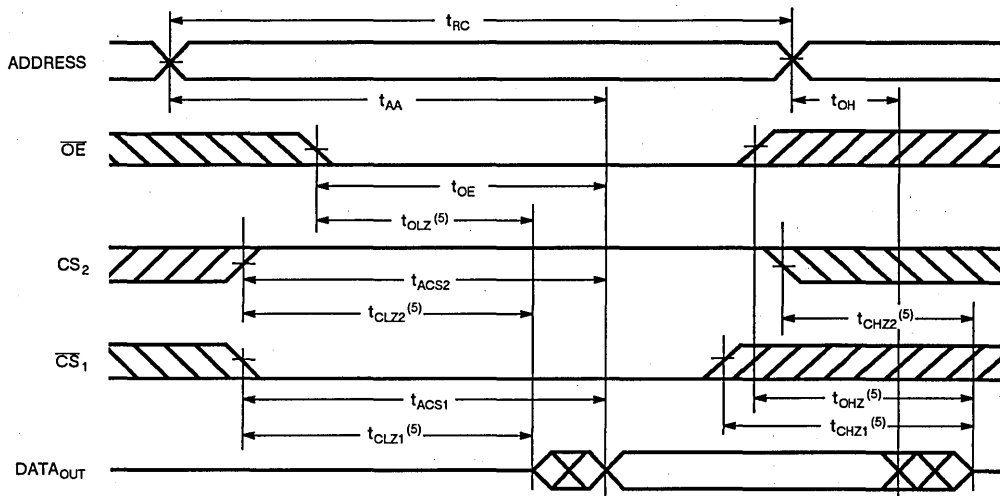 tRC
ADDRESS
tAA
tOH
OE
tOE
tOLZ(5)
CS2
tACS2
tCLZ2(5)
tCHZ2(5)
CS1
tACS1
tOHZ(5)
tCLZ1(5)
tCHZ1(5)
DATAOUT